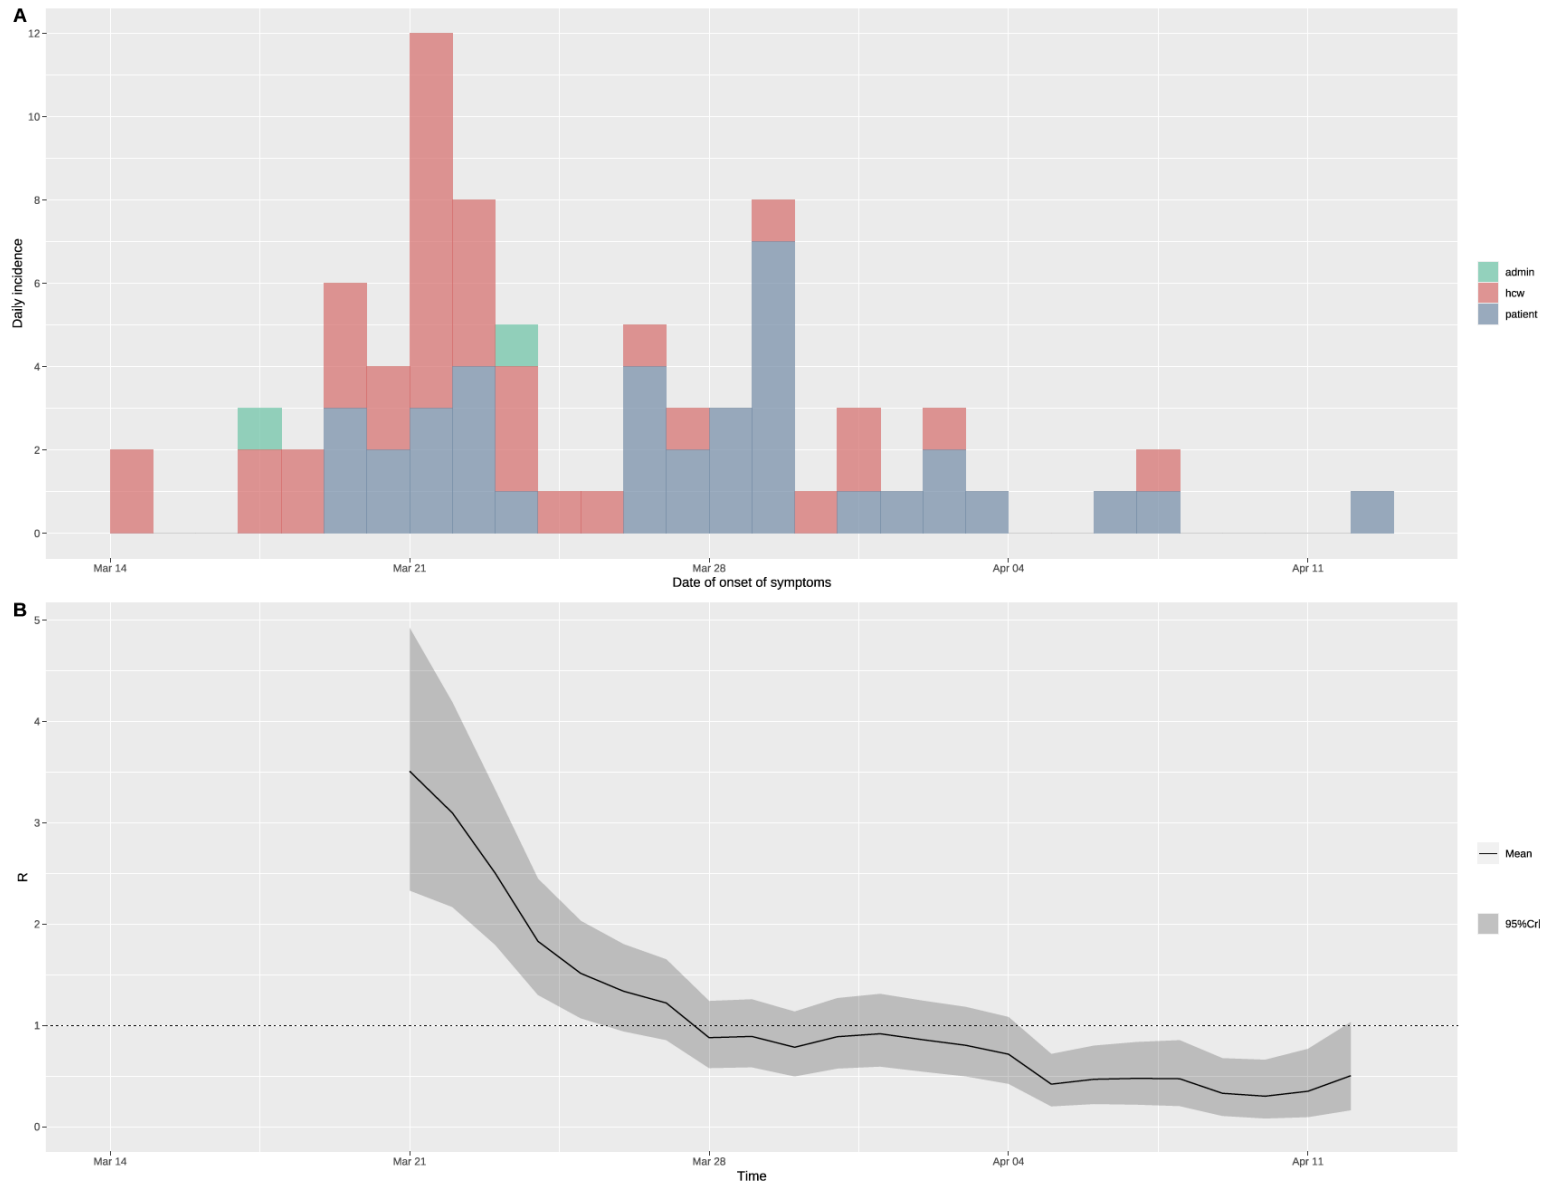 A
12
10
8
6
4
2
0
Daily incidence
Mar 14
Mar 21
Mar 28
Apr 04
Apr 11
Date of onset of symptoms
admin
hcw
patient
B
5
4
3
2
1
0
R
Mar 14
Mar 21
Mar 28
Apr 04
Apr 11
Time
Mean
95%CrI